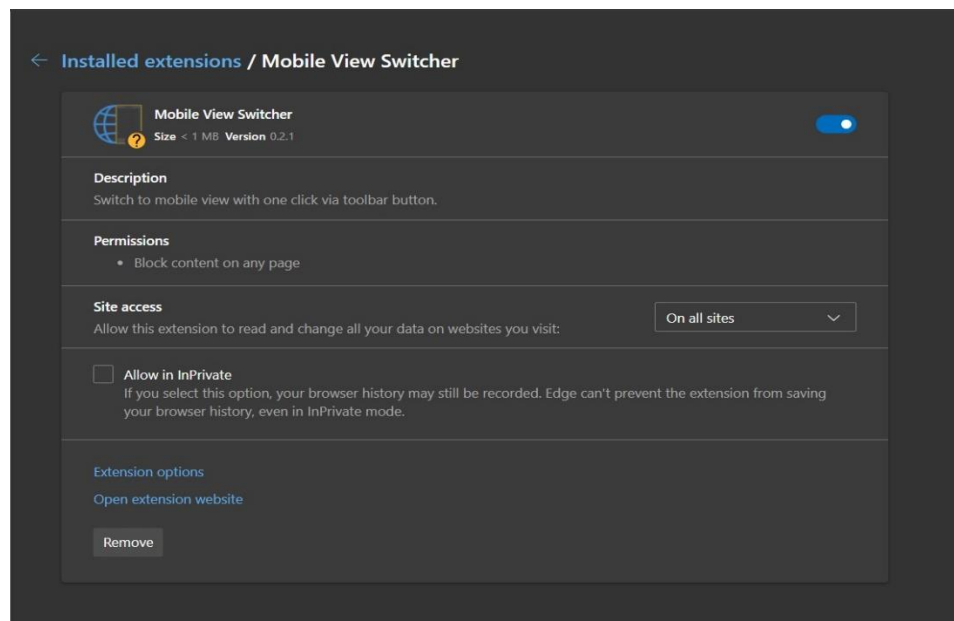 ← Installed extensions / Mobile View Switcher
Mobile View Switcher
?
Size < 1 MB Version 0.2.1
Description
Switch to mobile view with one click via toolbar button.
Permissions
• Block content on any page
Site access
Allow this extension to read and change all your data on websites you visit:
On all sites
Allow in InPrivate
If you select this option, your browser history may still be recorded. Edge can't prevent the extension from saving
your browser history, even in InPrivate mode.
Extension options
Open extension website
Remove